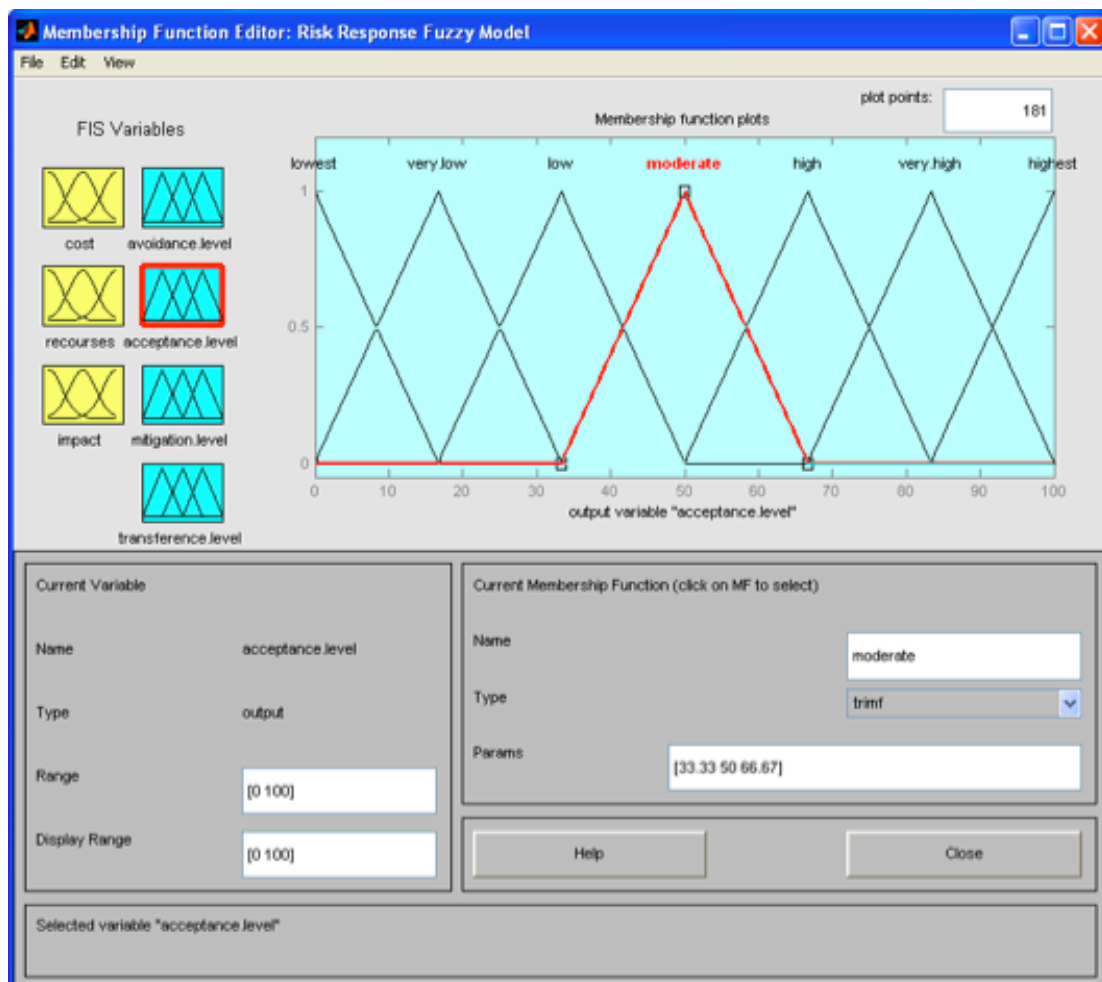 Membership Function Editor: Risk Response Fuzzy Model
File Edit View
plot points: 181
FIS Variables
Membership function plots
lowest very.low low moderate high very.high highest
1
0.5
0
0 10 20 30 40 50 60 70 80 90 100
output variable "acceptance.level"
cost avoidance.level
recourses acceptance.level
impact mitigation.level
transference.level
Current Variable
Name acceptance.level
Type output
Range [0 100]
Display Range [0 100]
Current Membership Function (click on MF to select)
Name moderate
Type trimf
Params [33.33 50 66.67]
Help Close
Selected variable "acceptance.level"